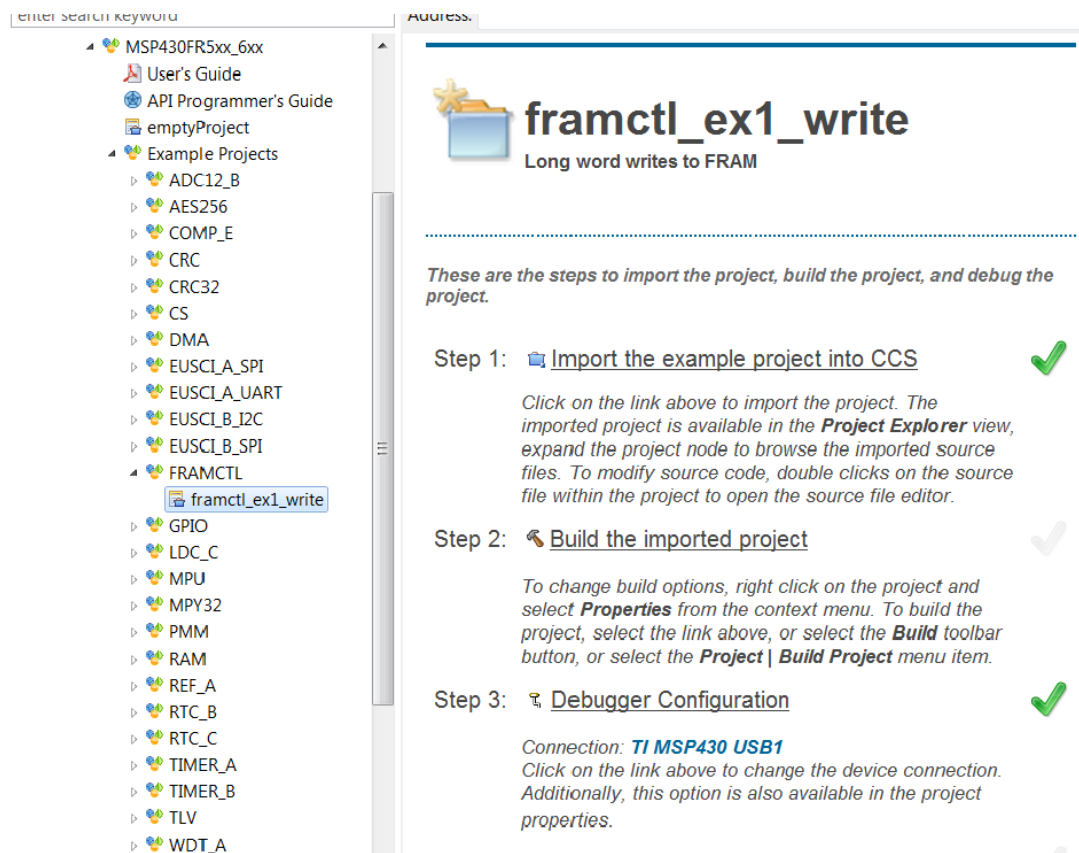 enter search keyword
Address:
MSP430FR5xx_6xx
User's Guide
API Programmer's Guide
emptyProject
Example Projects
ADC12_B
AES256
COMP_E
CRC
CRC32
CS
DMA
EUSCI_A_SPI
EUSCI_A_UART
EUSCI_B_I2C
EUSCI_B_SPI
FRAMCTL
framctl_ex1_write
GPIO
LDC_C
MPU
MPY32
PMM
RAM
REF_A
RTC_B
RTC_C
TIMER_A
TIMER_B
TLV
WDT_A
framctl_ex1_write
Long word writes to FRAM
These are the steps to import the project, build the project, and debug the
project.
Step 1: Import the example project into CCS
Click on the link above to import the project. The
imported project is available in the Project Explorer view,
expand the project node to browse the imported source
files. To modify source code, double clicks on the source
file within the project to open the source file editor.
Step 2: Build the imported project
To change build options, right click on the project and
select Properties from the context menu. To build the
project, select the link above, or select the Build toolbar
button, or select the Project | Build Project menu item.
Step 3: Debugger Configuration
Connection: TI MSP430 USB1
Click on the link above to change the device connection.
Additionally, this option is also available in the project
properties.